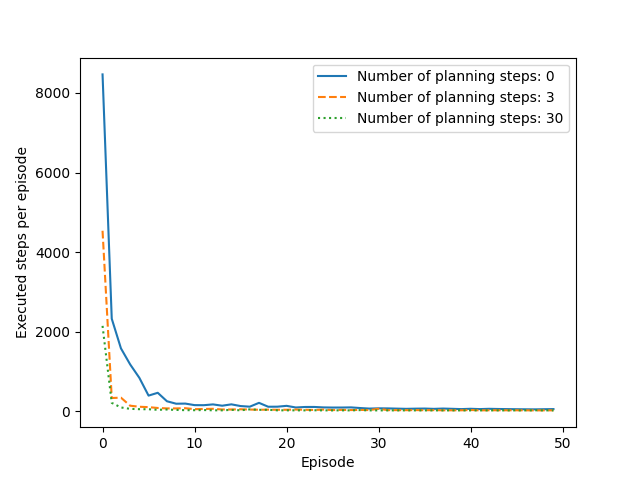 Number of planning steps: 0
Number of planning steps: 3
Number of planning steps: 30
8000
6000
4000
2000
0
Executed steps per episode
0 10 20 30 40 50
Episode